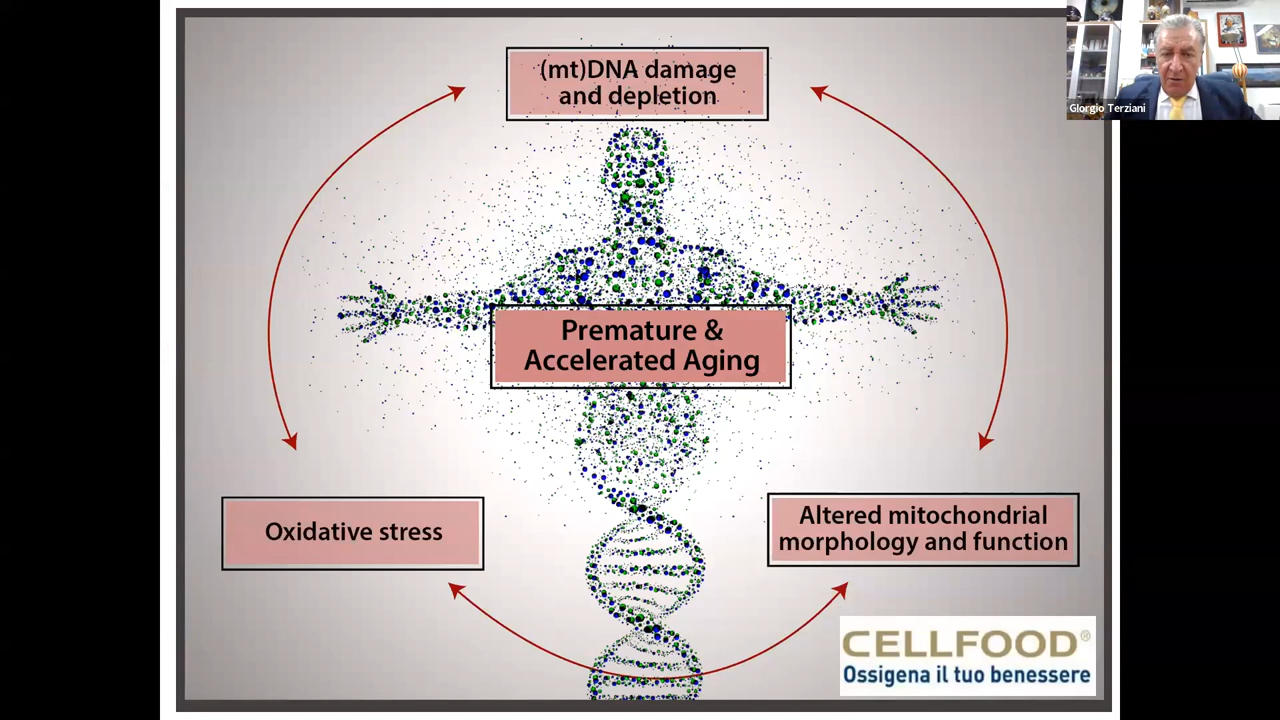 (mt)DNA damage
and depletion
GIorgio Terziani
Premature &
Accelerated Aging
Oxidative stress
Altered mitochondrial
morphology and function
CELLFOOD®
Ossigena il tuo benessere